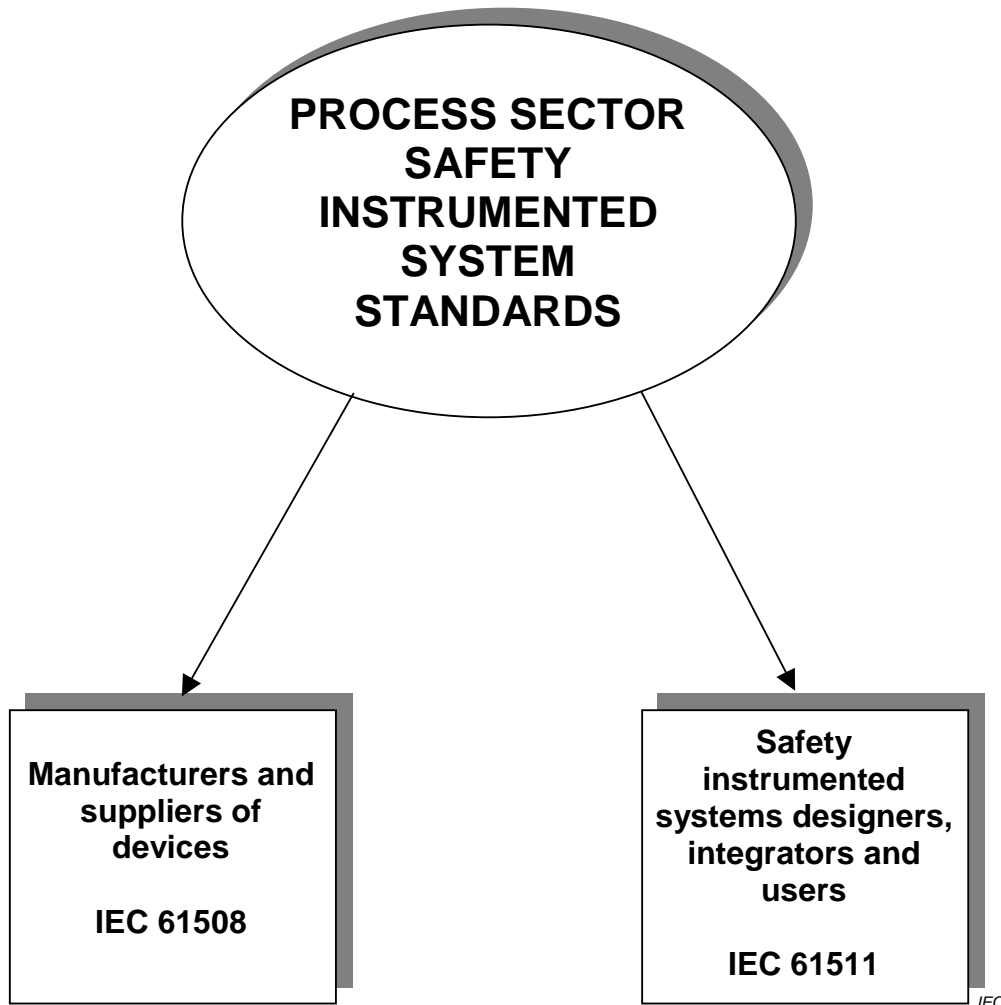 PROCESS SECTOR
SAFETY
INSTRUMENTED
SYSTEM
STANDARDS
Manufacturers and
suppliers of
devices
IEC 61508
Safety
instrumented
systems designers,
integrators and
users
IEC 61511
IEC